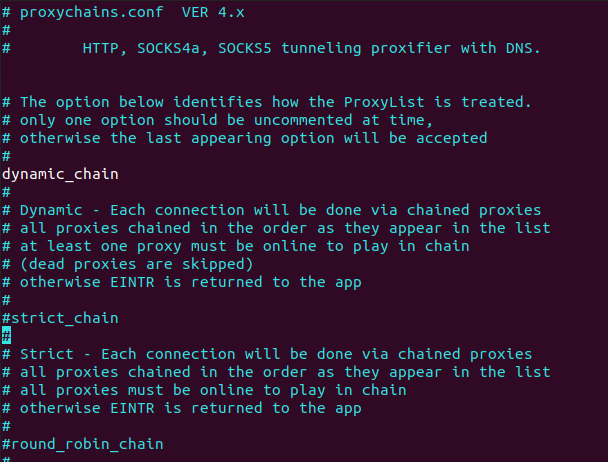 # proxychains.conf  VER 4.x
#
#        HTTP, SOCKS4a, SOCKS5 tunneling proxifier with DNS.
# The option below identifies how the ProxyList is treated.
# only one option should be uncommented at time,
# otherwise the last appearing option will be accepted
#
dynamic_chain
#
# Dynamic - Each connection will be done via chained proxies
# all proxies chained in the order as they appear in the list
# at least one proxy must be online to play in chain
# (dead proxies are skipped)
# otherwise EINTR is returned to the app
#
#strict_chain
#
# Strict - Each connection will be done via chained proxies
# all proxies chained in the order as they appear in the list
# all proxies must be online to play in chain
# otherwise EINTR is returned to the app
#
#round_robin_chain
#